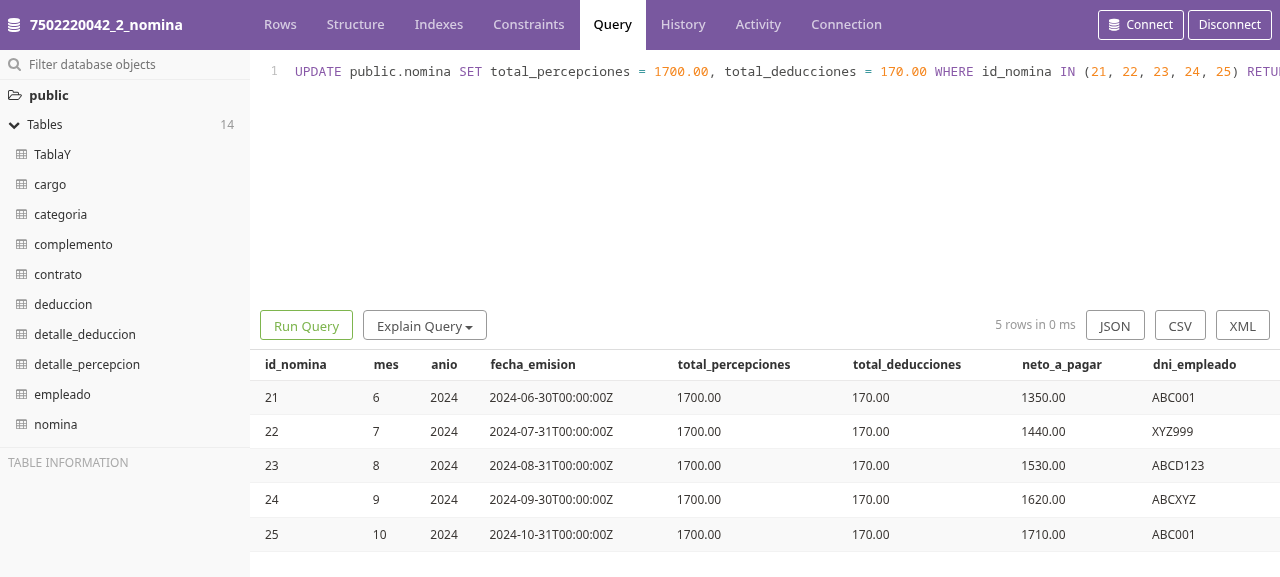 7502220042_2_nomina
Rows Structure Indexes Constraints Query History Activity Connection
Connect Disconnect
Filter database objects
public
Tables 14
TablaY
cargo
categoria
complemento
contrato
deduccion
detalle_deduccion
detalle_percepcion
empleado
nomina
TABLE INFORMATION
1 UPDATE public.nomina SET total_percepciones = 1700.00, total_deducciones = 170.00 WHERE id_nomina IN (21, 22, 23, 24, 25) RETU
Run Query Explain Query 5 rows in 0 ms JSON CSV XML
id_nomina mes anio fecha_emision total_percepciones total_deducciones neto_a_pagar dni_empleado
21 6 2024 2024-06-30T00:00:00Z 1700.00 170.00 1350.00 ABC001
22 7 2024 2024-07-31T00:00:00Z 1700.00 170.00 1440.00 XYZ999
23 8 2024 2024-08-31T00:00:00Z 1700.00 170.00 1530.00 ABCD123
24 9 2024 2024-09-30T00:00:00Z 1700.00 170.00 1620.00 ABCXYZ
25 10 2024 2024-10-31T00:00:00Z 1700.00 170.00 1710.00 ABC001